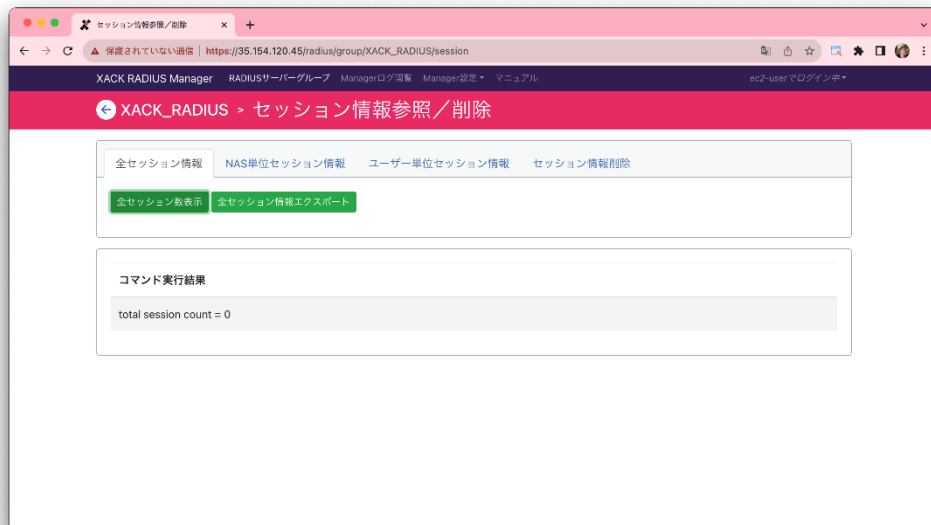 セッション情報参照／削除
保護されていない通信 | https://35.154.120.45/radius/group/XACK_RADIUS/session
XACK RADIUS Manager RADIUSサーバーグループ Managerログ閲覧 Manager設定 マニュアル ec2-userでログイン中
XACK_RADIUS > セッション情報参照／削除
全セッション情報 NAS単位セッション情報 ユーザー単位セッション情報 セッション情報削除
全セッション数表示 全セッション情報エクスポート
コマンド実行結果
total session count = 0